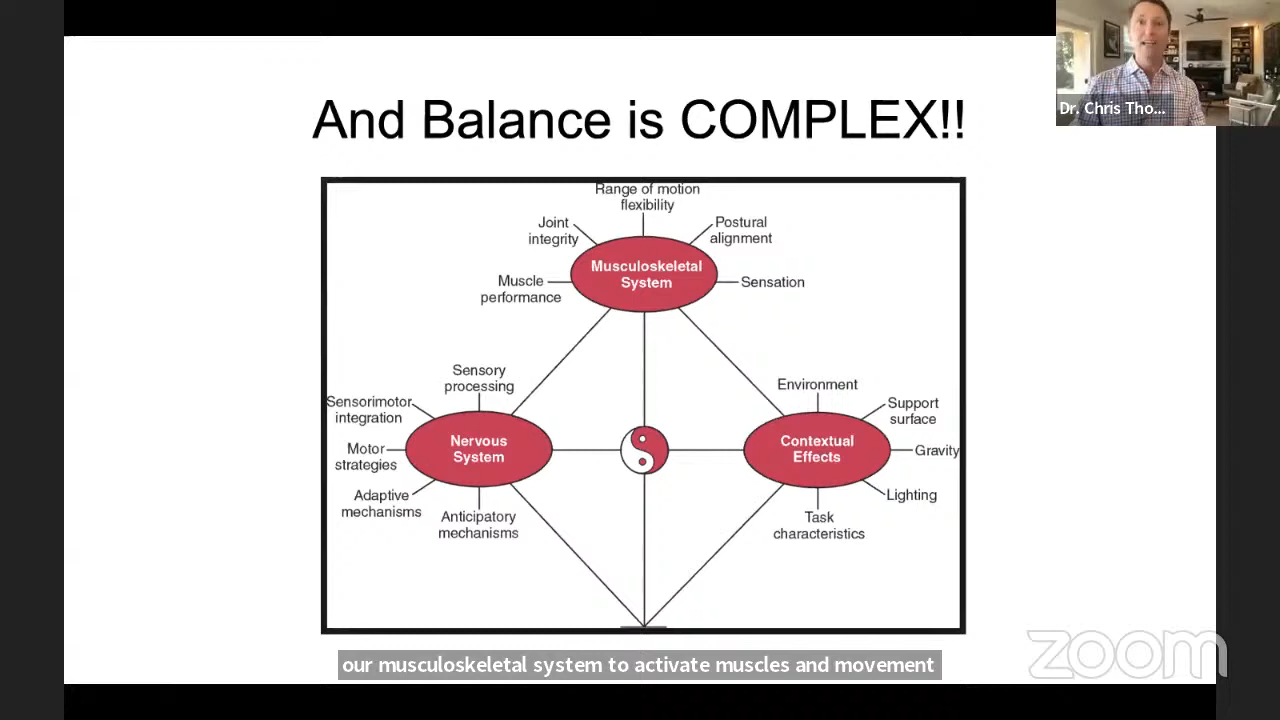 Dr. Chris Tho...
And Balance is COMPLEX!!
Range of motion
flexibility
Joint
integrity
Postural
alignment
Musculoskeletal
System
Muscle
performance
Sensation
Sensory
processing
Environment
Sensorimotor
integration
Support
surface
Nervous
System
Contextual
Effects
Motor
strategies
Gravity
Adaptive
mechanisms
Lighting
Anticipatory
mechanisms
Task
characteristics
our musculoskeletal system to activate muscles and movement
zoom